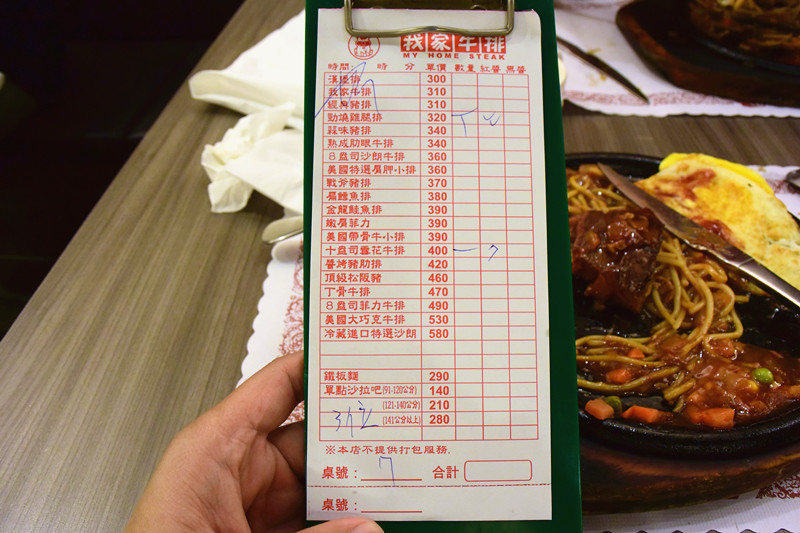 我家牛排
MY HOME STEAK
時間: 時 分 單價 數量 紅醬 黑醬
漢堡排 300
我家牛排 310
經典豬排 310
勁燒雞腿排 320
蒜味豬排 340
熟成肋眼牛排 340
8盎司沙朗牛排 360
美國特選肩胛小排 360
戰斧豬排 370
扁鱈魚排 380
金龍鮭魚排 390
嫩肩菲力 390
美國帶骨牛小排 390
十盎司雪花牛排 400 一
醬烤豬肋排 420
頂級松阪豬 460
丁骨牛排 470
8盎司菲力牛排 490
美國大巧克牛排 530
冷藏進口特選沙朗 580
鐵板麵 290
單點沙拉吧(91-120公分) 140
(121-140公分) 210
(141公分以上) 280
※本店不提供打包服務.
桌號: 7 合計
桌號: